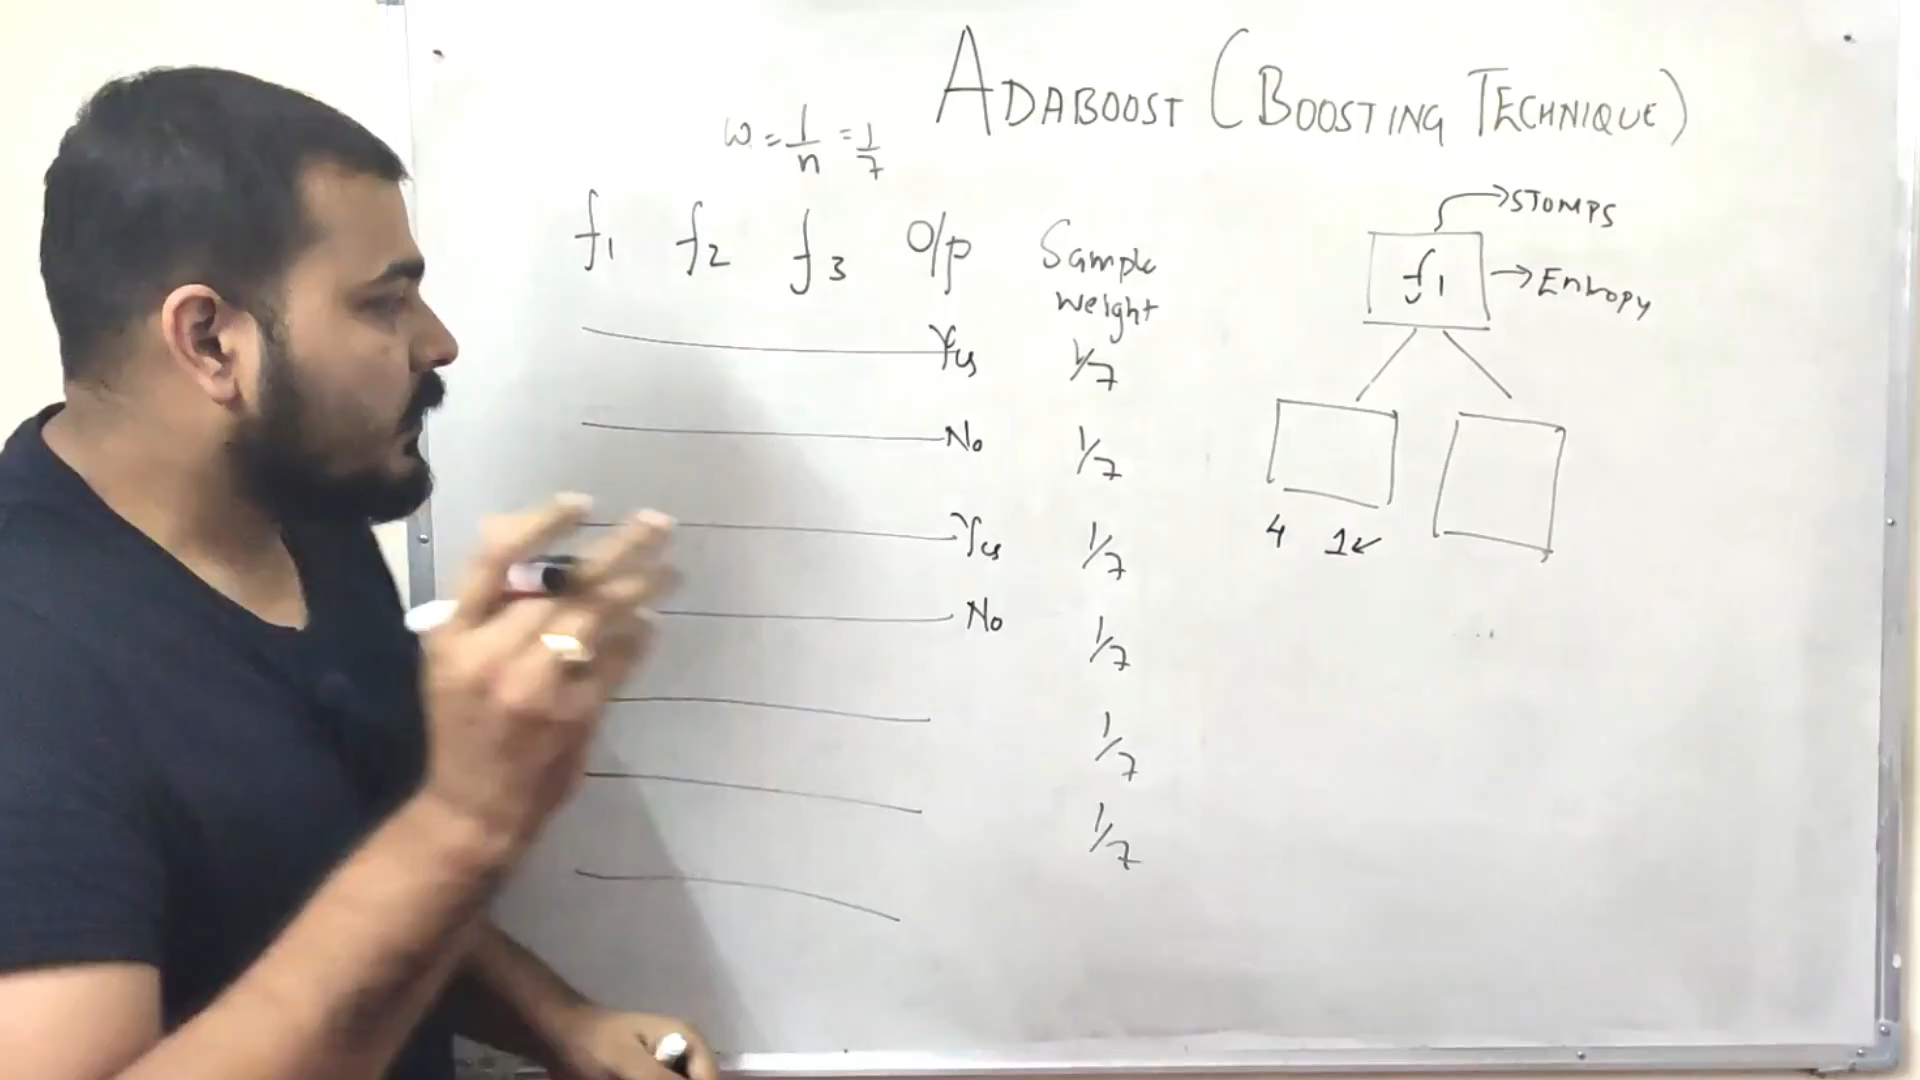 ADABOOST (BOOSTING TECHNIQUE)
w = 1/n = 1/7
f1 f2 f3 O/p Sample weight
Yes 1/7
No 1/7
Yes 1/7
No 1/7
1/7
1/7
STOMPS
f1
Entropy
4 1